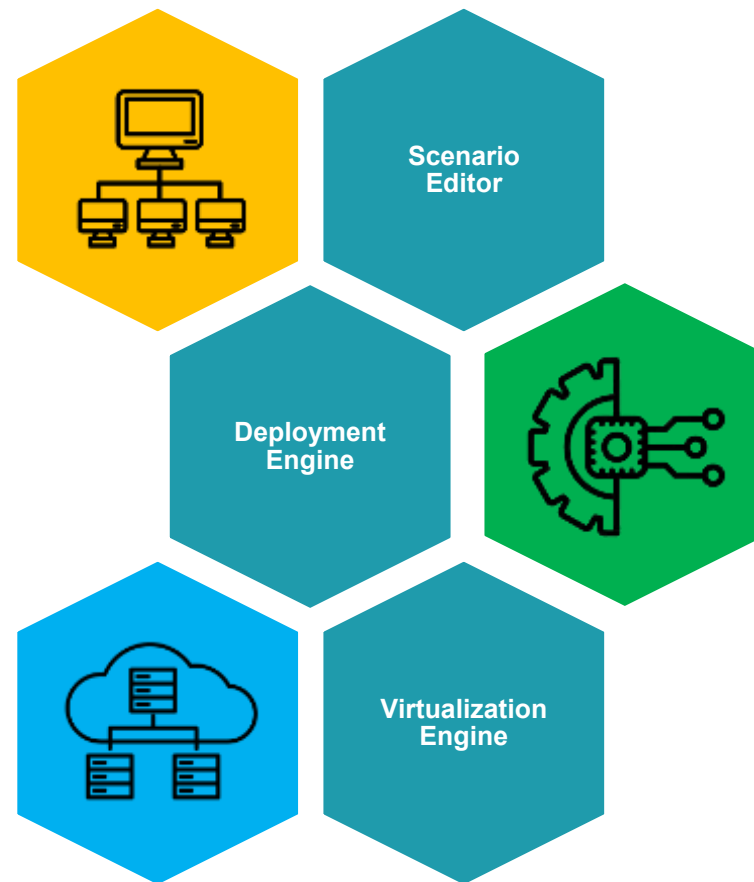 Scenario
Editor
Deployment
Engine
Virtualization
Engine